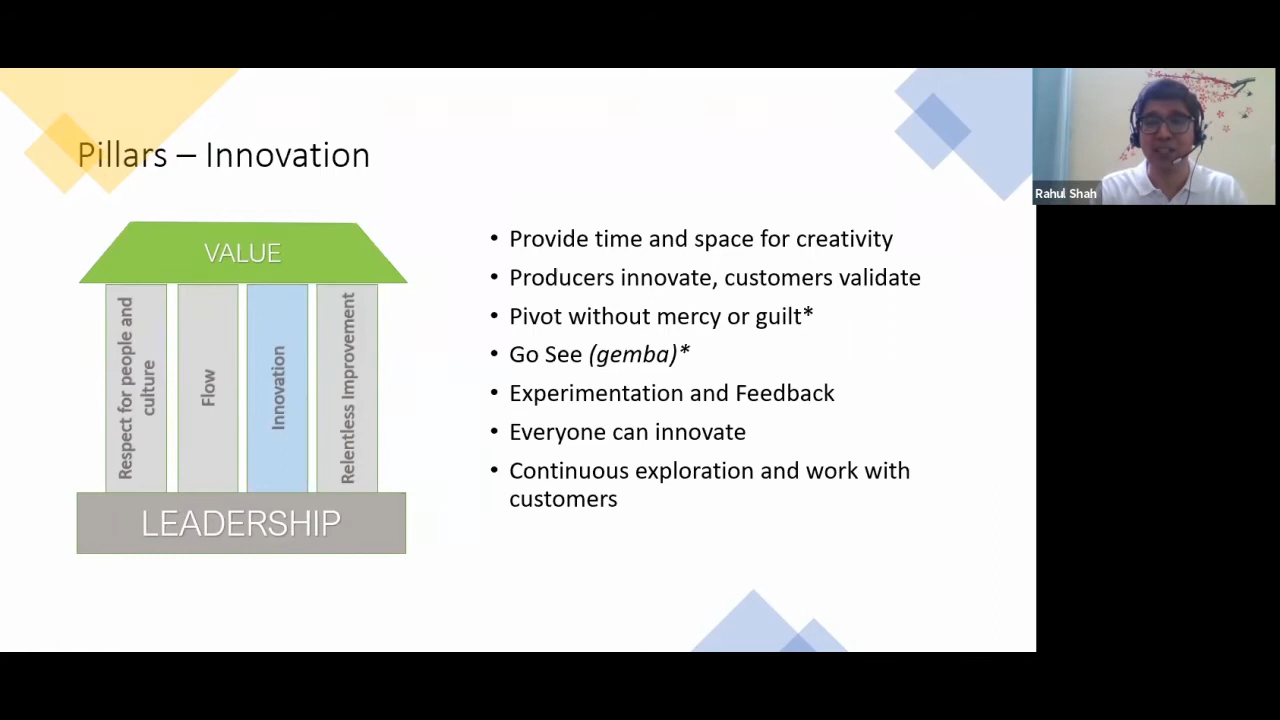 Pillars – Innovation
Rahul Shah
VALUE
Respect for people and
culture
Flow
Innovation
Relentless Improvement
LEADERSHIP
• Provide time and space for creativity
• Producers innovate, customers validate
• Pivot without mercy or guilt*
• Go See (gemba)*
• Experimentation and Feedback
• Everyone can innovate
• Continuous exploration and work with
customers